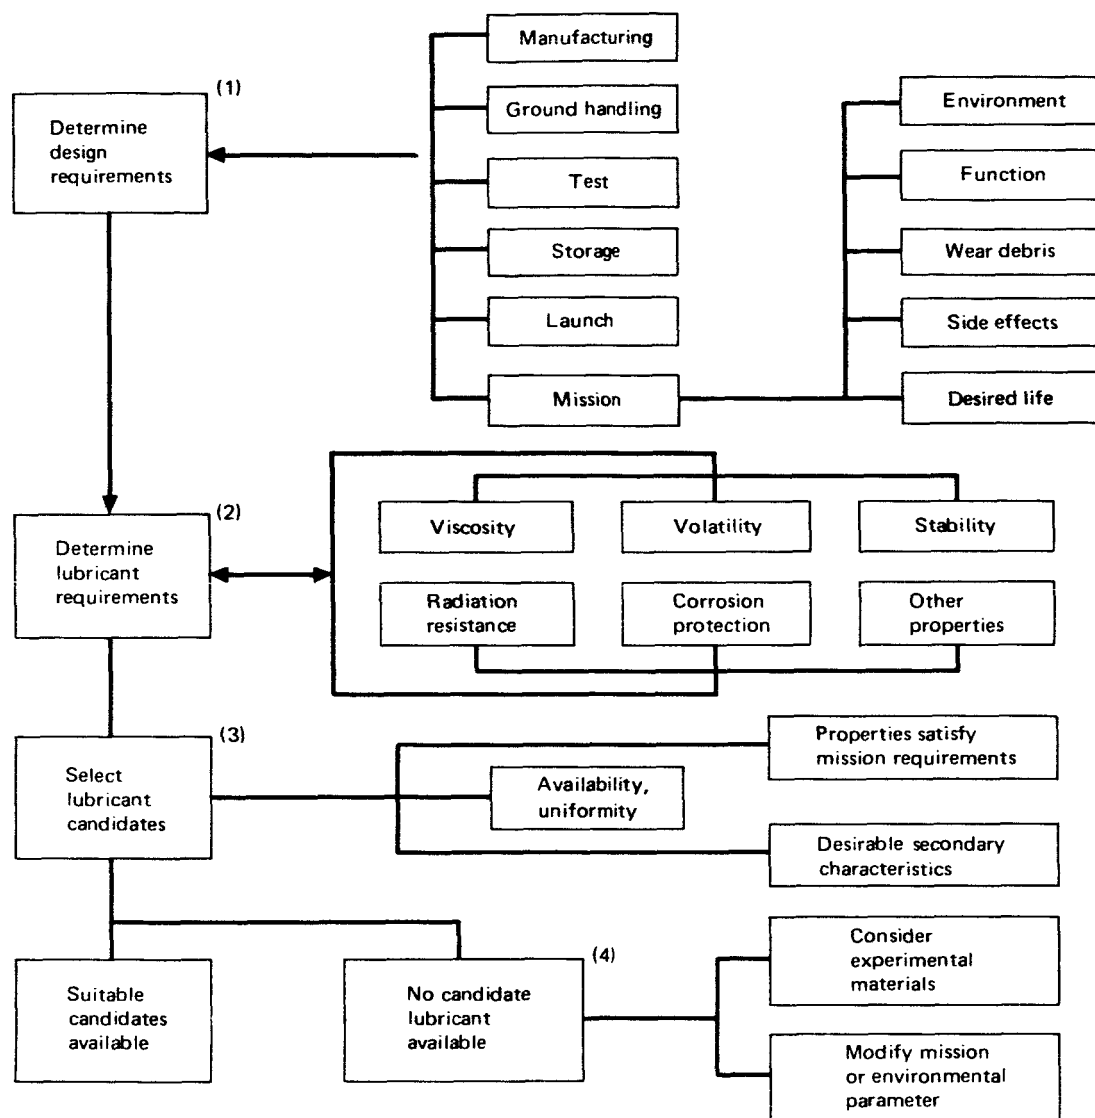 Manufacturing
Ground handling
Test
Storage
Launch
Mission
Environment
Function
Wear debris
Side effects
Desired life
(1)
Determine
design
requirements
(2)
Determine
lubricant
requirements
Viscosity
Volatility
Stability
Radiation
resistance
Corrosion
protection
Other
properties
(3)
Select
lubricant
candidates
Properties satisfy
mission requirements
Availability,
uniformity
Desirable secondary
characteristics
Suitable
candidates
available
(4)
No candidate
lubricant
available
Consider
experimental
materials
Modify mission
or environmental
parameter